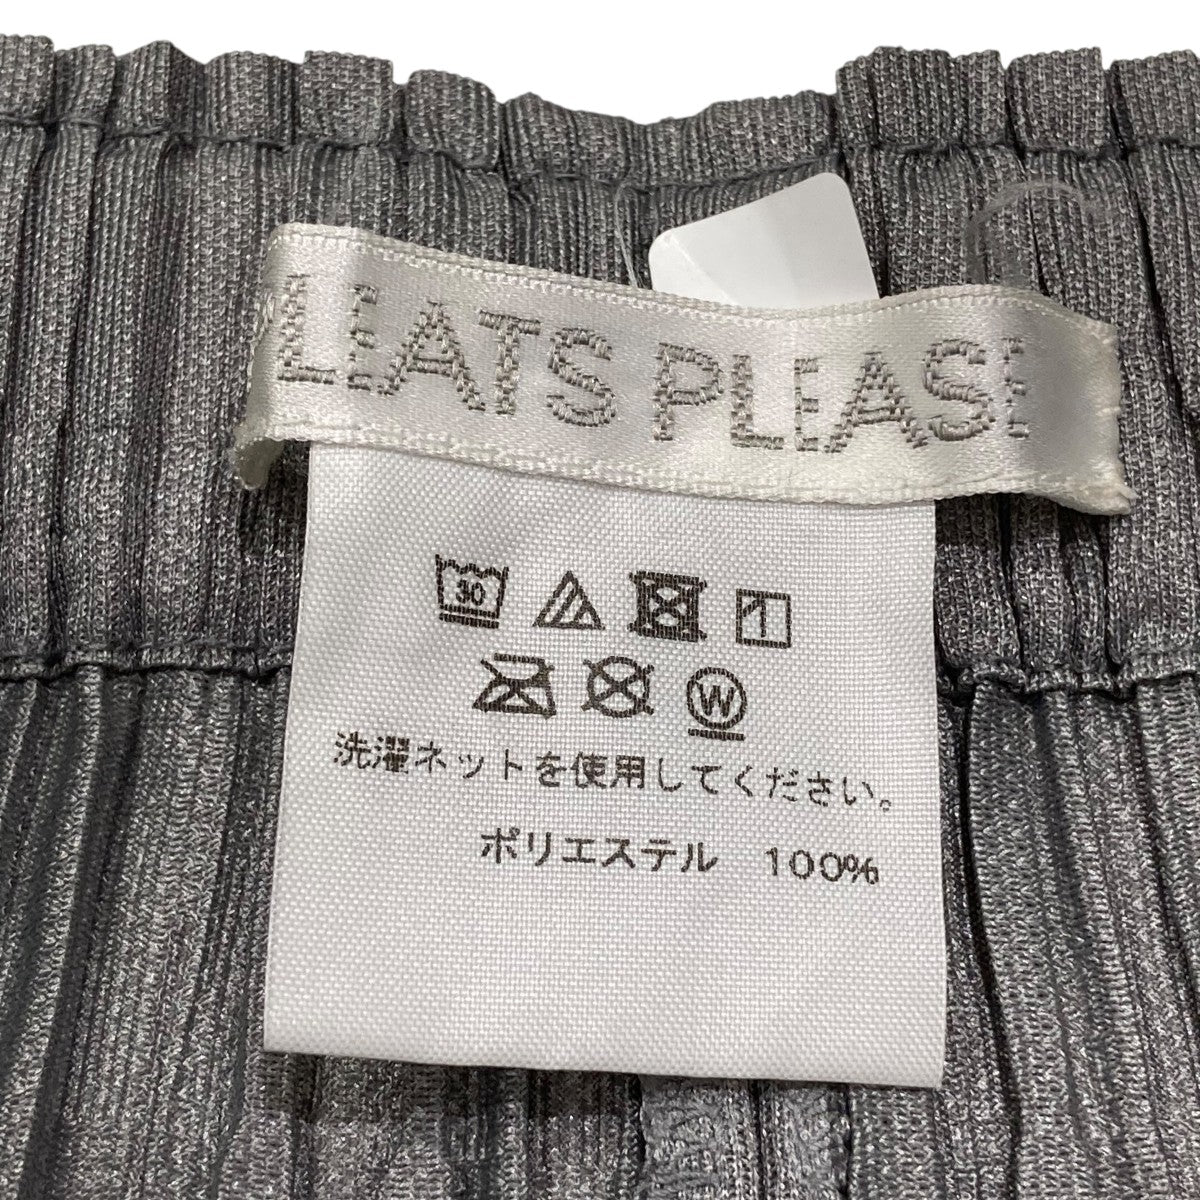 LEATS PLEASE
30
W
洗濯ネットを使用してください。
ポリエステル 100%